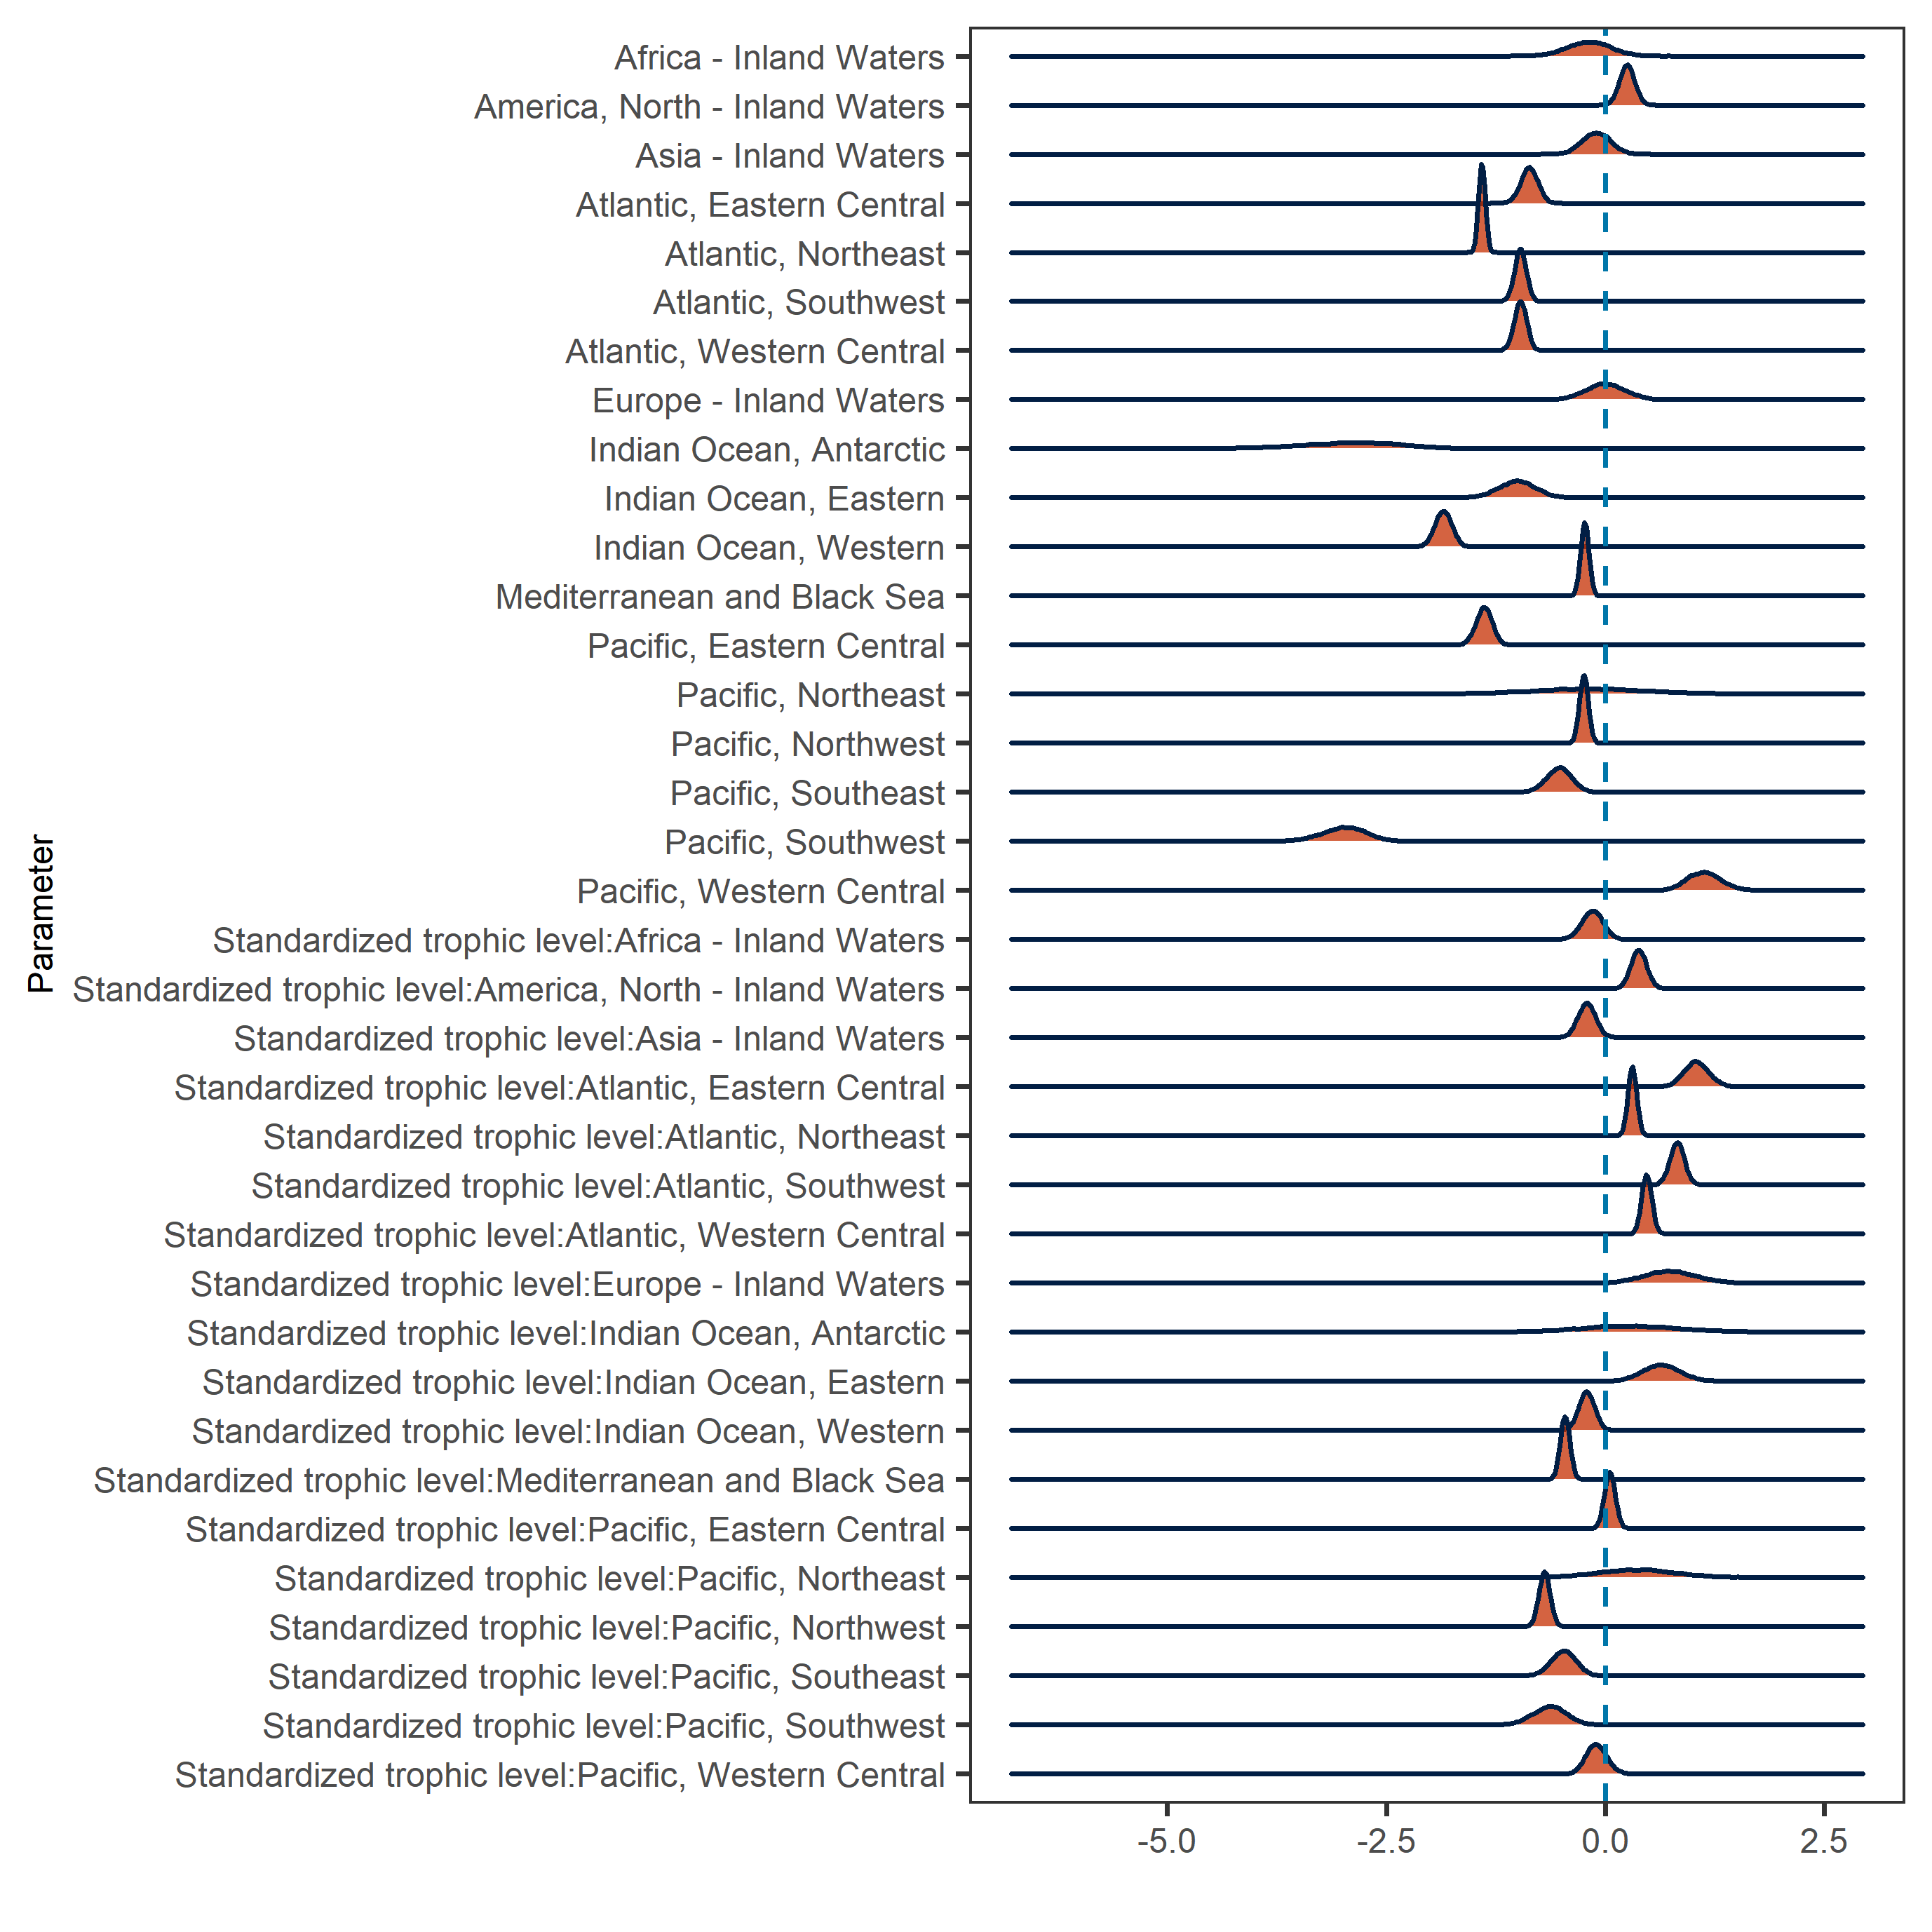 Africa - Inland Waters
America, North - Inland Waters
Asia - Inland Waters
Atlantic, Eastern Central
Atlantic, Northeast
Atlantic, Southwest
Atlantic, Western Central
Europe - Inland Waters
Indian Ocean, Antarctic
Indian Ocean, Eastern
Indian Ocean, Western
Mediterranean and Black Sea
Pacific, Eastern Central
Pacific, Northeast
Pacific, Northwest
Pacific, Southeast
Pacific, Southwest
Pacific, Western Central
Standardized trophic level:Africa - Inland Waters
Standardized trophic level:America, North - Inland Waters
Standardized trophic level:Asia - Inland Waters
Standardized trophic level:Atlantic, Eastern Central
Standardized trophic level:Atlantic, Northeast
Standardized trophic level:Atlantic, Southwest
Standardized trophic level:Atlantic, Western Central
Standardized trophic level:Europe - Inland Waters
Standardized trophic level:Indian Ocean, Antarctic
Standardized trophic level:Indian Ocean, Eastern
Standardized trophic level:Indian Ocean, Western
Standardized trophic level:Mediterranean and Black Sea
Standardized trophic level:Pacific, Eastern Central
Standardized trophic level:Pacific, Northeast
Standardized trophic level:Pacific, Northwest
Standardized trophic level:Pacific, Southeast
Standardized trophic level:Pacific, Southwest
Standardized trophic level:Pacific, Western Central
Parameter
-5.0 -2.5 0.0 2.5